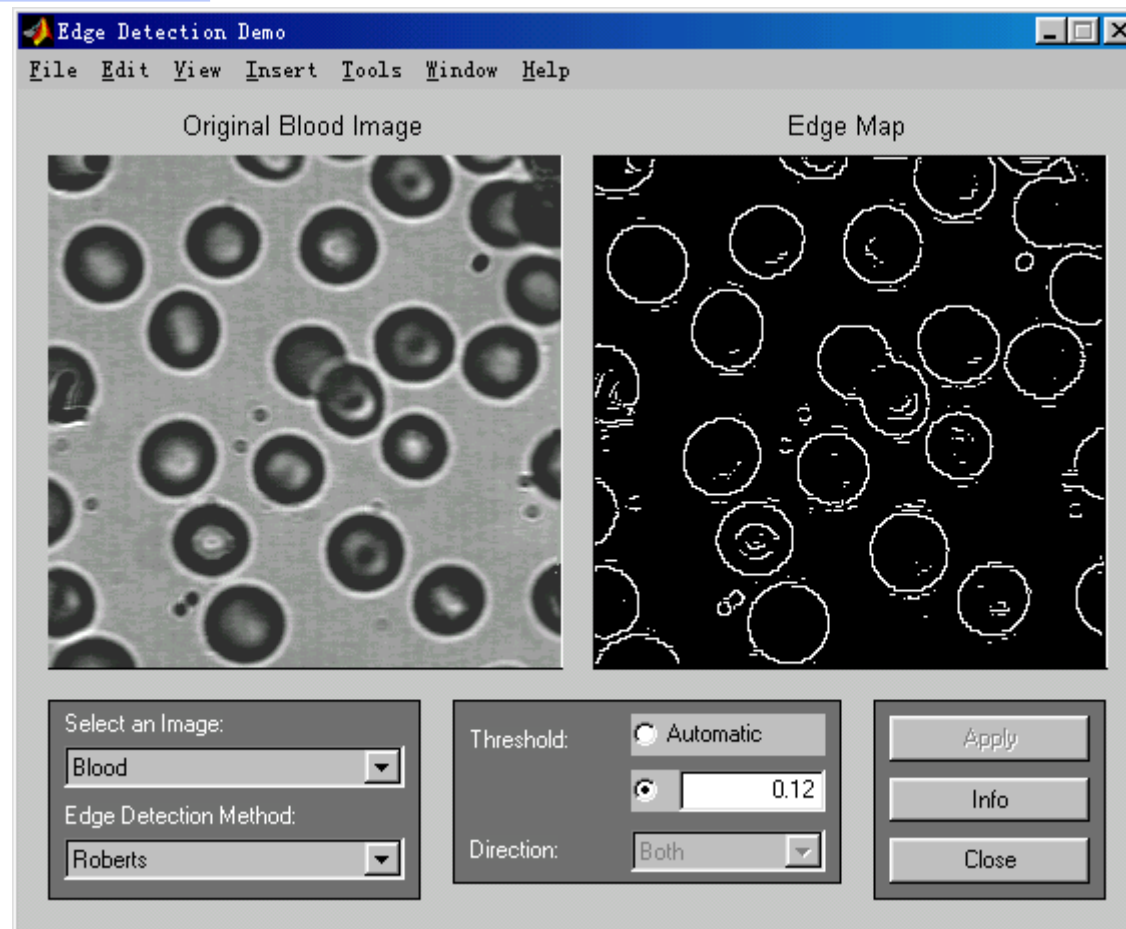 Edge Detection Demo
File Edit View Insert Tools Window Help
Original Blood Image
Edge Map
Select an Image:
Blood
Edge Detection Method:
Roberts
Threshold:
Automatic
0.12
Direction:
Both
Apply
Info
Close